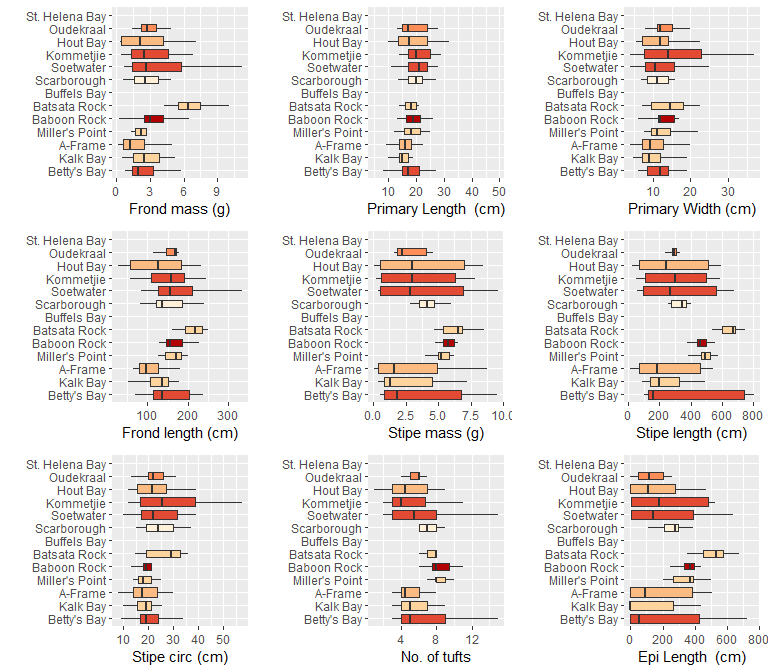 St. Helena Bay
Oudekraal
Hout Bay
Kommetjie
Soetwater
Scarborough
Buffels Bay
Batsata Rock
Baboon Rock
Miller's Point
A-Frame
Kalk Bay
Betty's Bay
0 3 6 9
Frond mass (g)
St. Helena Bay
Oudekraal
Hout Bay
Kommetjie
Soetwater
Scarborough
Buffels Bay
Batsata Rock
Baboon Rock
Miller's Point
A-Frame
Kalk Bay
Betty's Bay
10 20 30 40 50
Primary Length (cm)
St. Helena Bay
Oudekraal
Hout Bay
Kommetjie
Soetwater
Scarborough
Buffels Bay
Batsata Rock
Baboon Rock
Miller's Point
A-Frame
Kalk Bay
Betty's Bay
10 20 30
Primary Width (cm)
St. Helena Bay
Oudekraal
Hout Bay
Kommetjie
Soetwater
Scarborough
Buffels Bay
Batsata Rock
Baboon Rock
Miller's Point
A-Frame
Kalk Bay
Betty's Bay
100 200 300
Frond length (cm)
St. Helena Bay
Oudekraal
Hout Bay
Kommetjie
Soetwater
Scarborough
Buffels Bay
Batsata Rock
Baboon Rock
Miller's Point
A-Frame
Kalk Bay
Betty's Bay
0.0 2.5 5.0 7.5 10.0
Stipe mass (g)
St. Helena Bay
Oudekraal
Hout Bay
Kommetjie
Soetwater
Scarborough
Buffels Bay
Batsata Rock
Baboon Rock
Miller's Point
A-Frame
Kalk Bay
Betty's Bay
0 200 400 600 800
Stipe length (cm)
St. Helena Bay
Oudekraal
Hout Bay
Kommetjie
Soetwater
Scarborough
Buffels Bay
Batsata Rock
Baboon Rock
Miller's Point
A-Frame
Kalk Bay
Betty's Bay
10 20 30 40 50
Stipe circ (cm)
St. Helena Bay
Oudekraal
Hout Bay
Kommetjie
Soetwater
Scarborough
Buffels Bay
Batsata Rock
Baboon Rock
Miller's Point
A-Frame
Kalk Bay
Betty's Bay
4 8 12
No. of tufts
St. Helena Bay
Oudekraal
Hout Bay
Kommetjie
Soetwater
Scarborough
Buffels Bay
Batsata Rock
Baboon Rock
Miller's Point
A-Frame
Kalk Bay
Betty's Bay
0 200 400 600 800
Epi Length (cm)